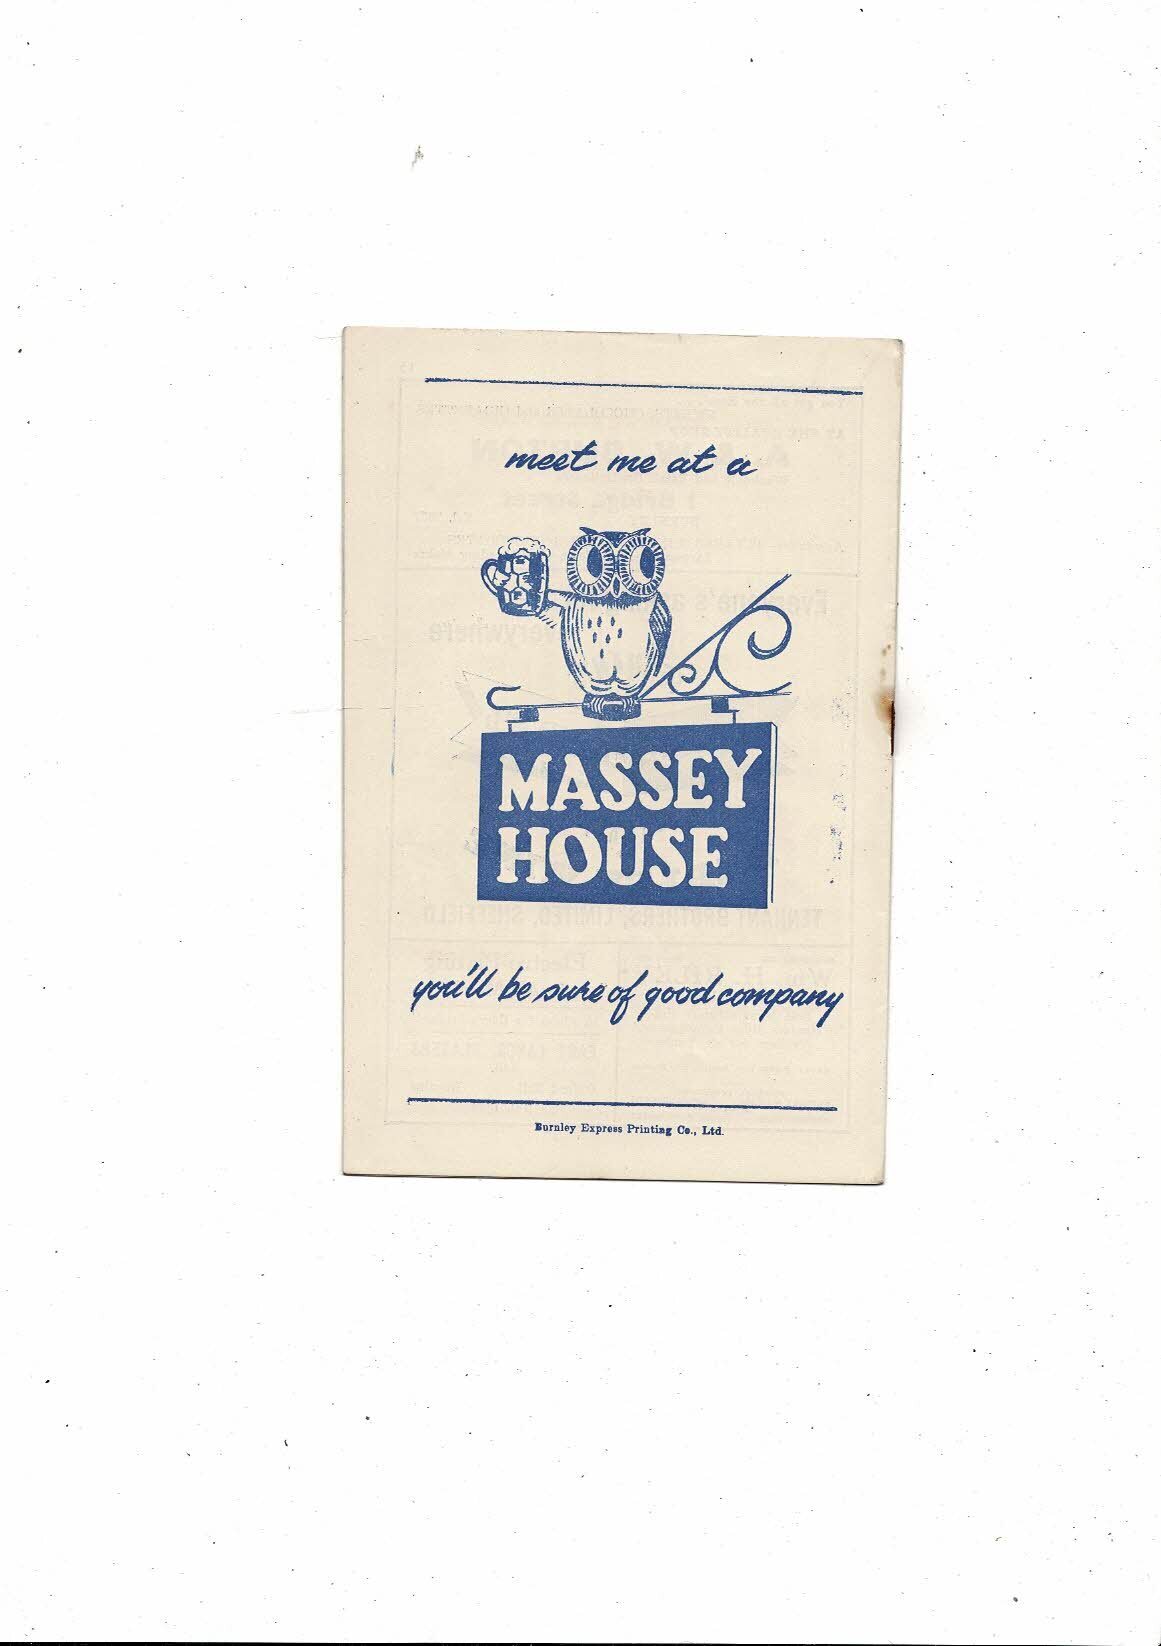 meet me at a
MASSEY
HOUSE
you'll be sure of good company
Burnley Express Printing Co., Ltd.